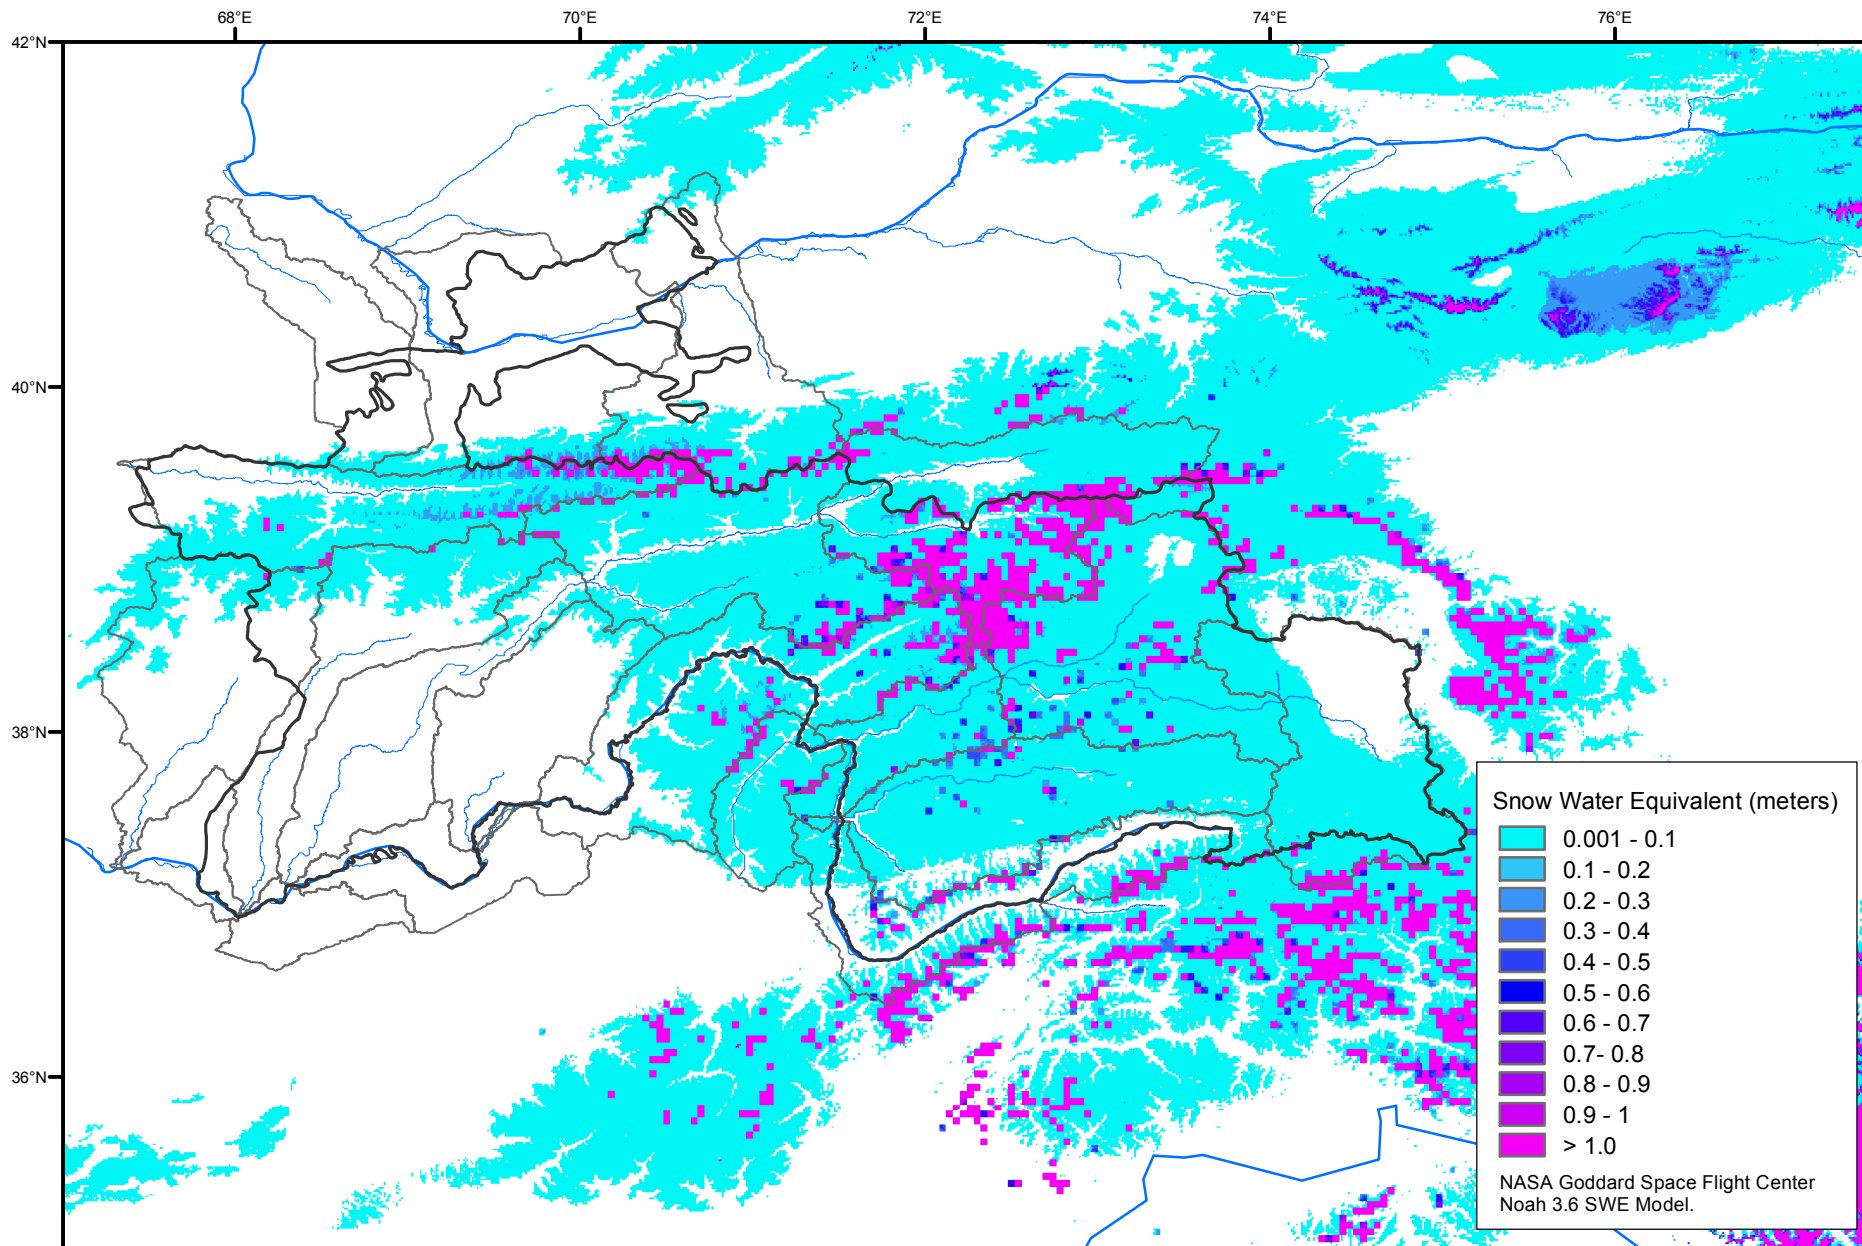 68°E
70°E
72°E
74°E
76°E
42°N
40°N
38°N
36°N
Snow Water Equivalent (meters)
0.001 - 0.1
0.1 - 0.2
0.2 - 0.3
0.3 - 0.4
0.4 - 0.5
0.5 - 0.6
0.6 - 0.7
0.7- 0.8
0.8 - 0.9
0.9 - 1
> 1.0
NASA Goddard Space Flight Center
Noah 3.6 SWE Model.